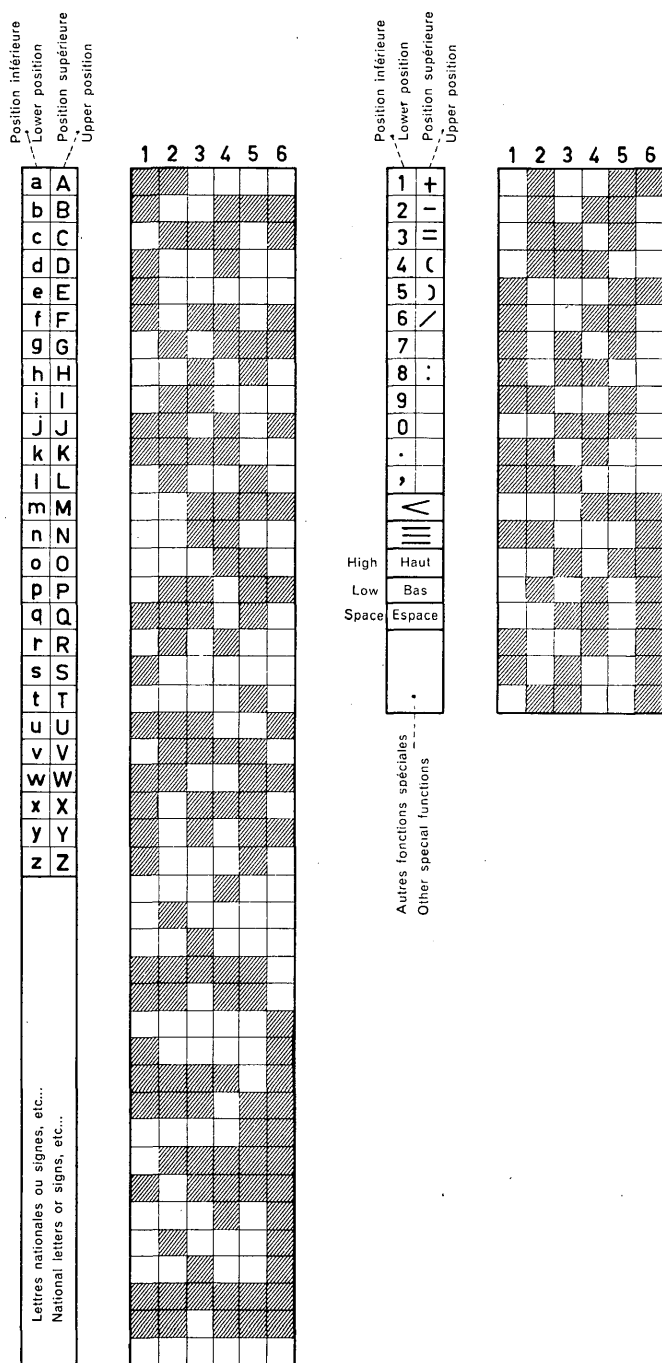 Position inférieure
Lower position
Position supérieure
Upper position
1 2 3 4 5 6
a A
b B
c C
d D
e E
f F
g G
h H
i I
j J
k K
l L
m M
n N
o O
p P
q Q
r R
s S
t T
u U
v V
w W
x X
y Y
z Z
Lettres nationales ou signes, etc...
National letters or signs, etc...
Position inférieure
Lower position
Position supérieure
Upper position
1 2 3 4 5 6
1 +
2 −
3 =
4 (
5 )
6 /
7
8 :
9
0
.
,
<
≡
High Haut
Low Bas
Space Espace
Autres fonctions spéciales
Other special functions